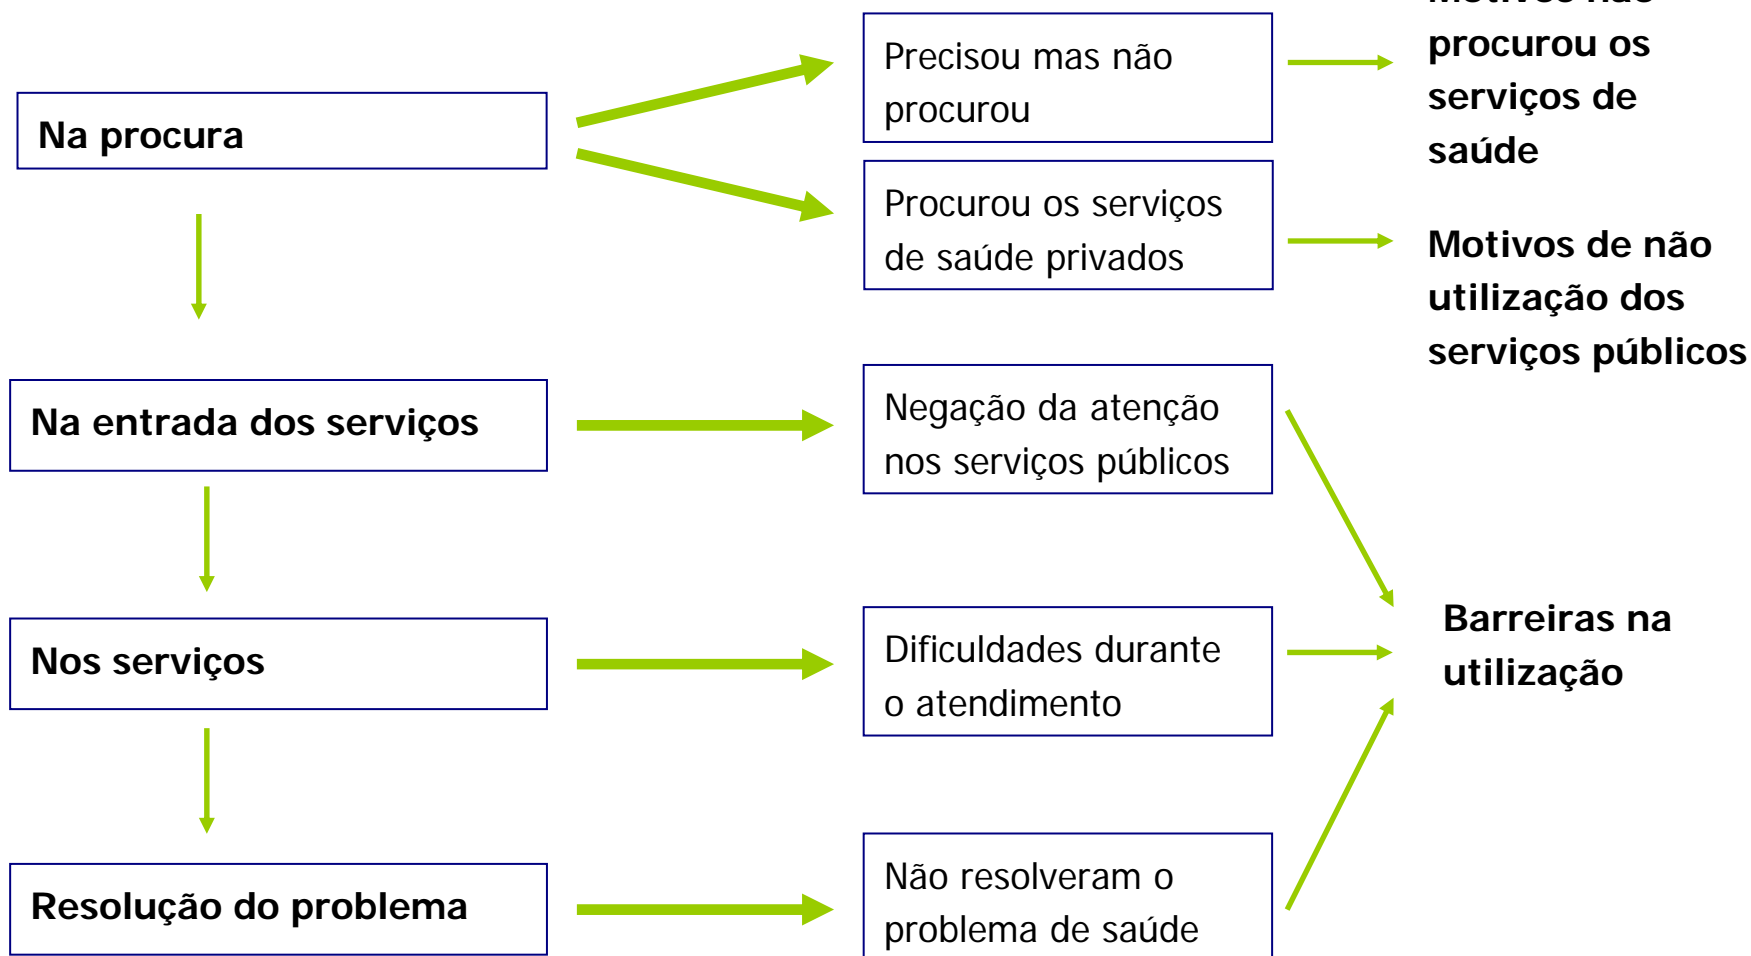 procurou os
serviços de
saúde
Precisou mas não
procurou
Na procura
Procurou os serviços
de saúde privados
Motivos de não
utilização dos
serviços públicos
Na entrada dos serviços
Negação da atenção
nos serviços públicos
Nos serviços
Dificuldades durante
o atendimento
Barreiras na
utilização
Resolução do problema
Não resolveram o
problema de saúde